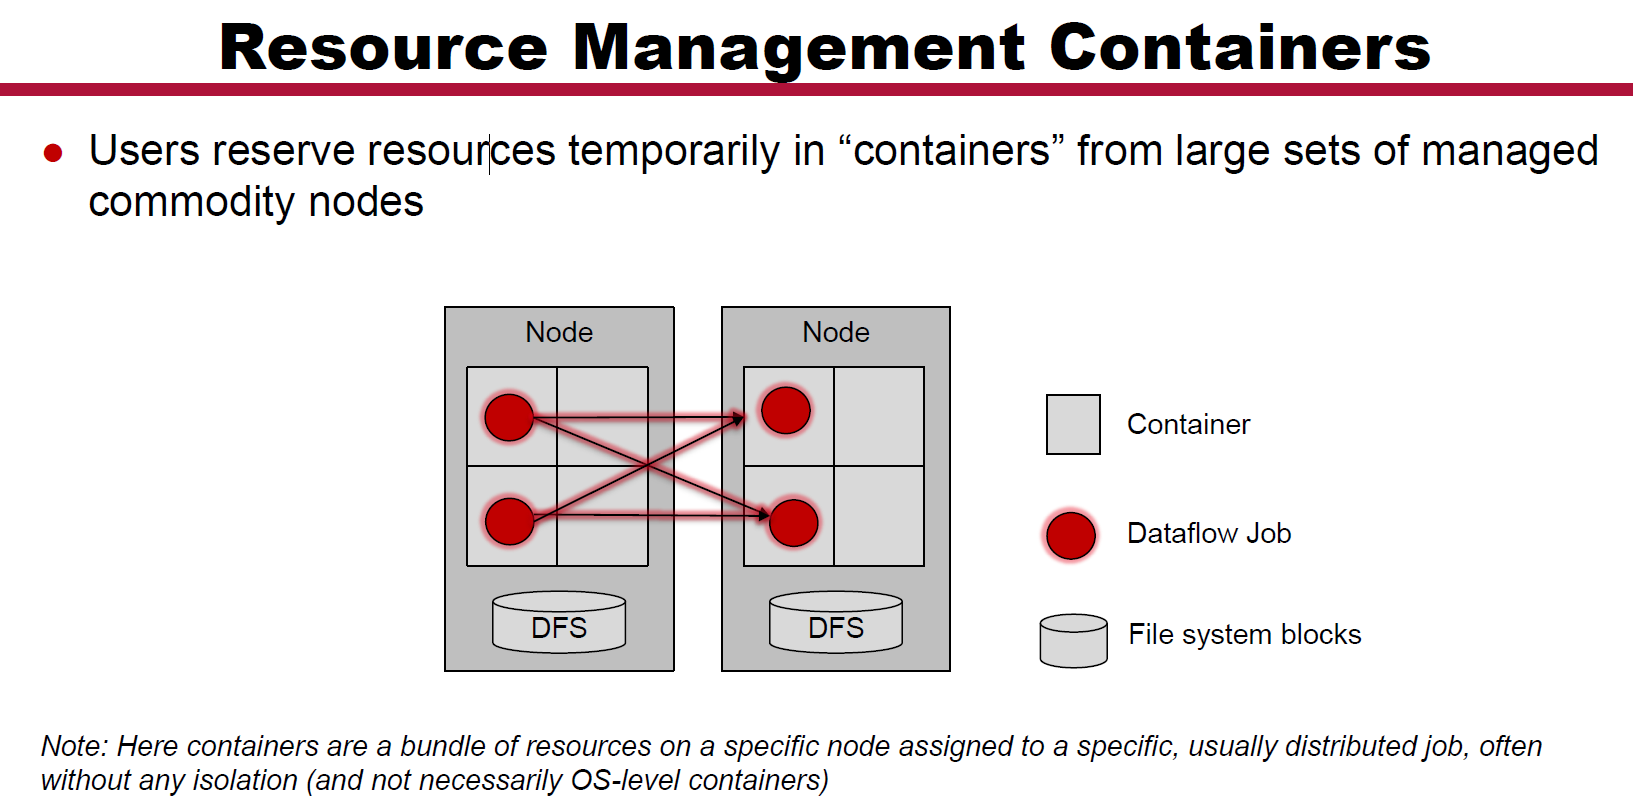 Resource Management Containers
Users reserve resources temporarily in “containers” from large sets of managed
commodity nodes
Node
Node
DFS
DFS
Container
Dataflow Job
File system blocks
Note: Here containers are a bundle of resources on a specific node assigned to a specific, usually distributed job, often
without any isolation (and not necessarily OS-level containers)